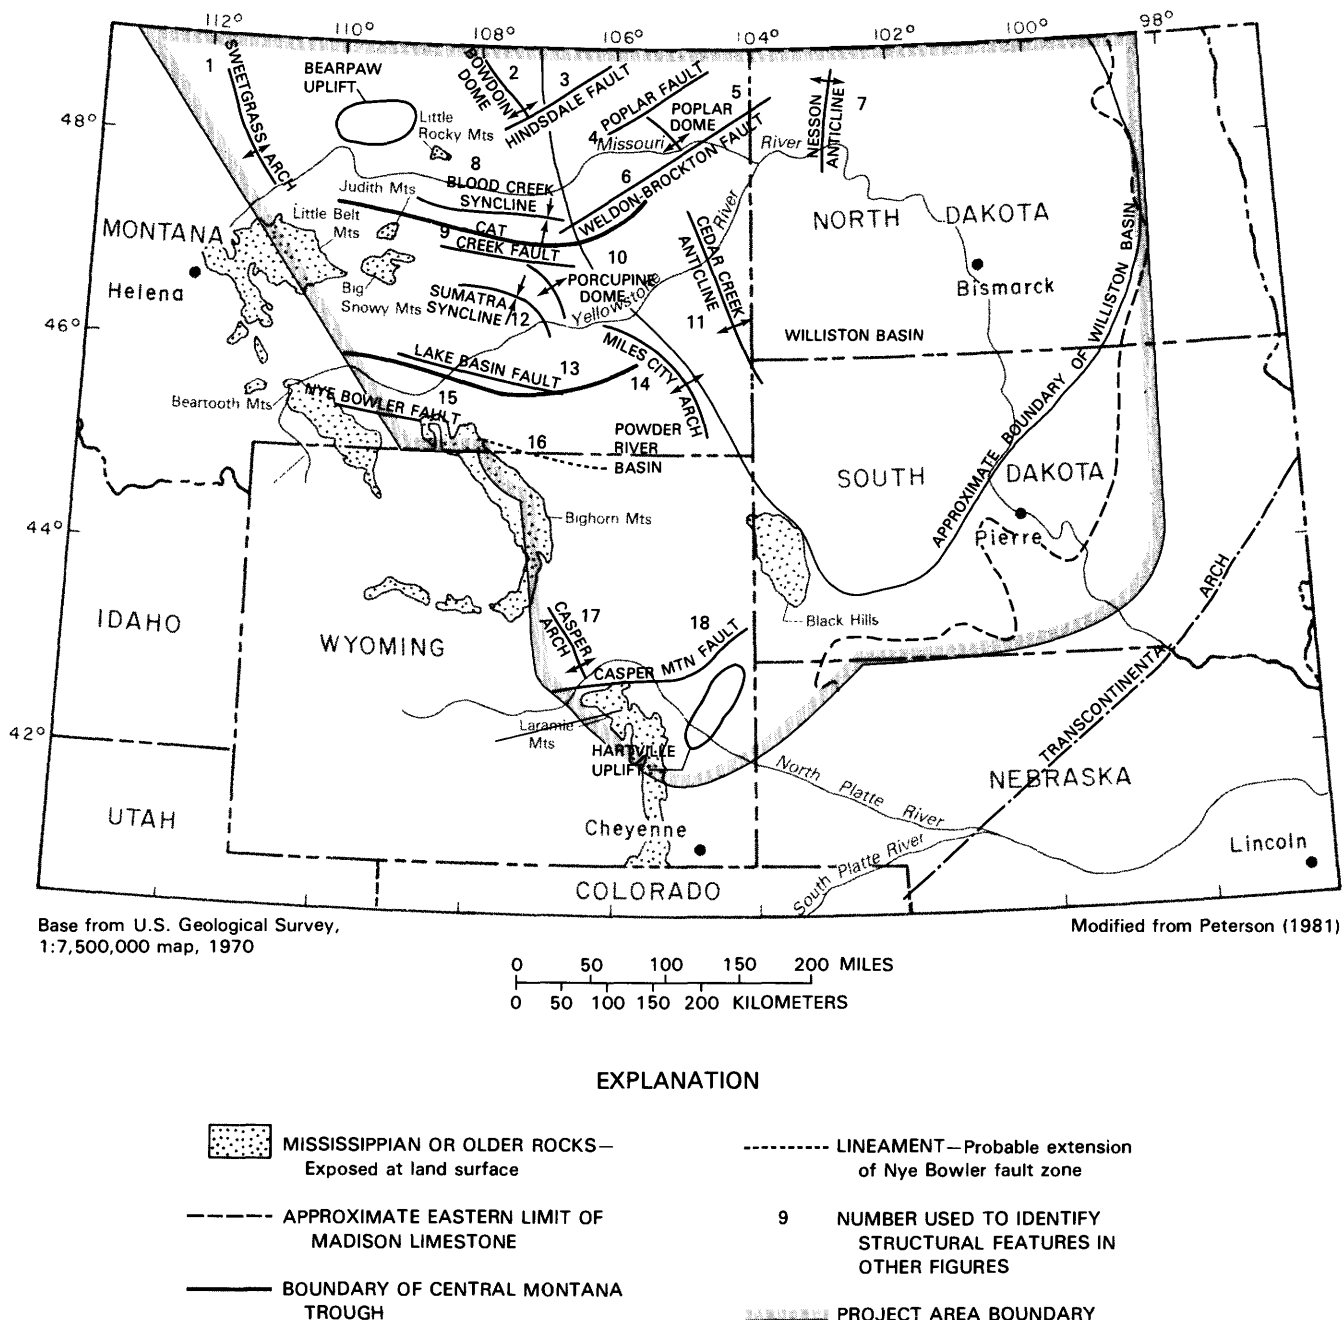 112°
110°
108°
106°
104°
102°
100°
98°
48°
46°
44°
42°
1
SWEETGRASS ARCH
BEARPAW
UPLIFT
Little
Rocky Mts
2
BOWDOIN
DOME
3
HINDSDALE FAULT
POPLAR FAULT
4
POPLAR
DOME
5
Missouri
River
6
WELDON-BROCKTON FAULT
7
NESSON
ANTICLINE
8
BLOOD CREEK
SYNCLINE
Judith Mts
Little Belt
Mts
9
CAT
CREEK FAULT
MONTANA
Helena
Big
Snowy Mts
10
PORCUPINE
DOME
SUMATRA
SYNCLINE
12
Yellowstone
River
CEDAR CREEK
ANTICLINE
11
NORTH DAKOTA
Bismarck
WILLISTON BASIN
APPROXIMATE BOUNDARY OF WILLISTON BASIN
LAKE BASIN FAULT
13
MILES CITY
ARCH
14
Beartooth Mts
NYE BOWLER FAULT
15
16
POWDER
RIVER
BASIN
Bighorn Mts
SOUTH DAKOTA
Pierre
Black Hills
IDAHO
WYOMING
CASPER
ARCH
17
18
CASPER MTN FAULT
Laramie
Mts
HARTVILLE
UPLIFT
TRANSCONTINENTAL
ARCH
NEBRASKA
North Platte River
South Platte River
Lincoln
UTAH
Cheyenne
COLORADO
Base from U.S. Geological Survey,
1:7,500,000 map, 1970
Modified from Peterson (1981)
0 50 100 150 200 MILES
0 50 100 150 200 KILOMETERS
EXPLANATION
MISSISSIPPIAN OR OLDER ROCKS—
Exposed at land surface
APPROXIMATE EASTERN LIMIT OF
MADISON LIMESTONE
BOUNDARY OF CENTRAL MONTANA
TROUGH
LINEAMENT—Probable extension
of Nye Bowler fault zone
9 NUMBER USED TO IDENTIFY
STRUCTURAL FEATURES IN
OTHER FIGURES
PROJECT AREA BOUNDARY